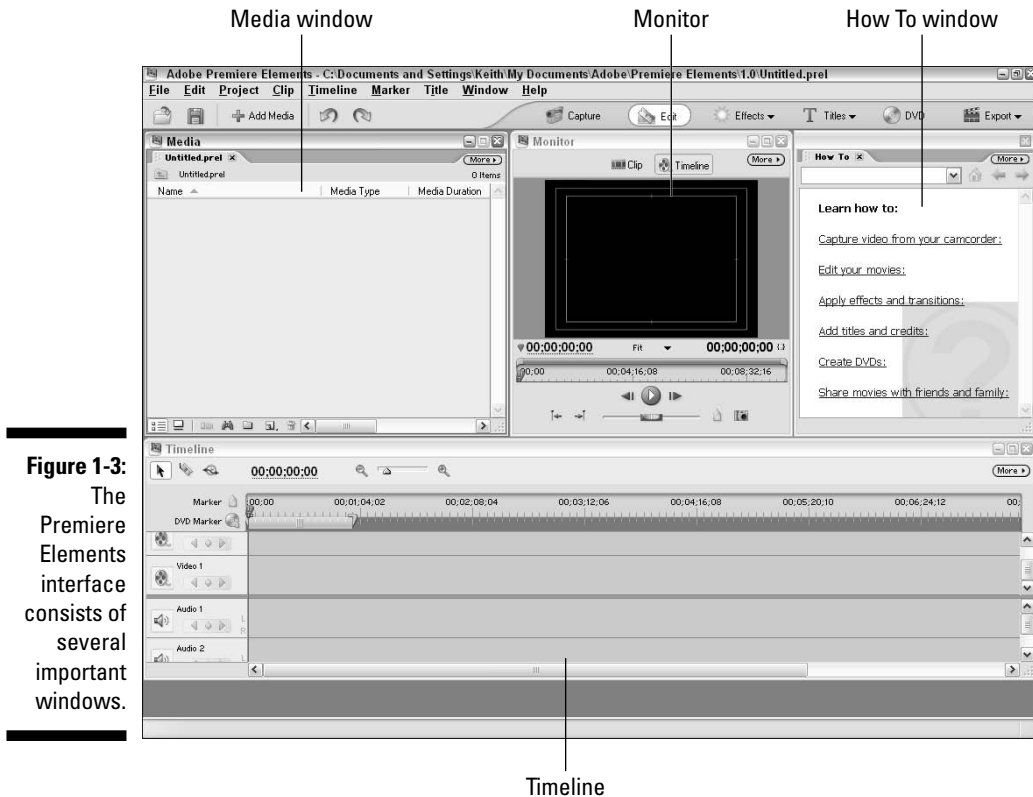 Media window
Monitor
How To window
Adobe Premiere Elements - C:\Documents and Settings\Keith\My Documents\Adobe\Premiere Elements\1.0\Untitled.prel
File Edit Project Clip Timeline Marker Title Window Help
Add Media Capture Edit Effects Titles DVD Export
Media
Untitled.prel
More
Untitled.prel 0 Items
Name Media Type Media Duration
Monitor
Clip Timeline More
00;00;00;00 Fit 00;00;00;00
00;00 00;04;16;08 00;08;32;16
How To
More
Learn how to:
Capture video from your camcorder:
Edit your movies:
Apply effects and transitions:
Add titles and credits:
Create DVDs:
Share movies with friends and family:
Timeline
00;00;00;00
More
Marker ;00;00 00;01;04;02 00;02;08;04 00;03;12;06 00;04;16;08 00;05;20;10 00;06;24;12 00;
DVD Marker
Video 1
Audio 1
L
R
Audio 2
L
Figure 1-3:
The
Premiere
Elements
interface
consists of
several
important
windows.
Timeline